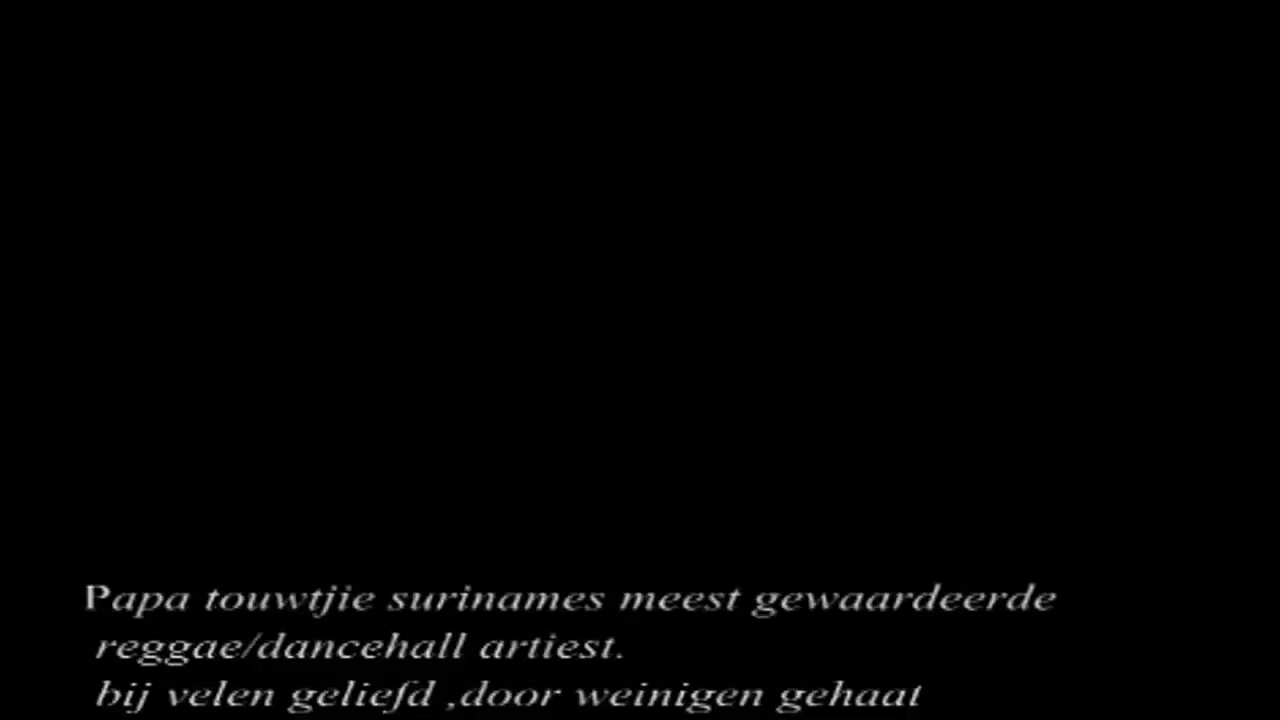 Papa touwtjie surinames meest gewaardeerde
reggae/dancehall artiest.
bij velen geliefd ,door weinigen gehaat